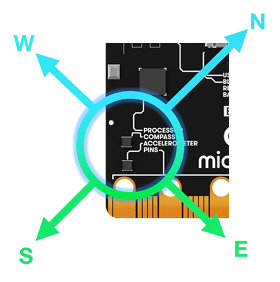 W
N
PROCESSOR
COMPASS
ACCELEROMETER
PINS
mic
S
E